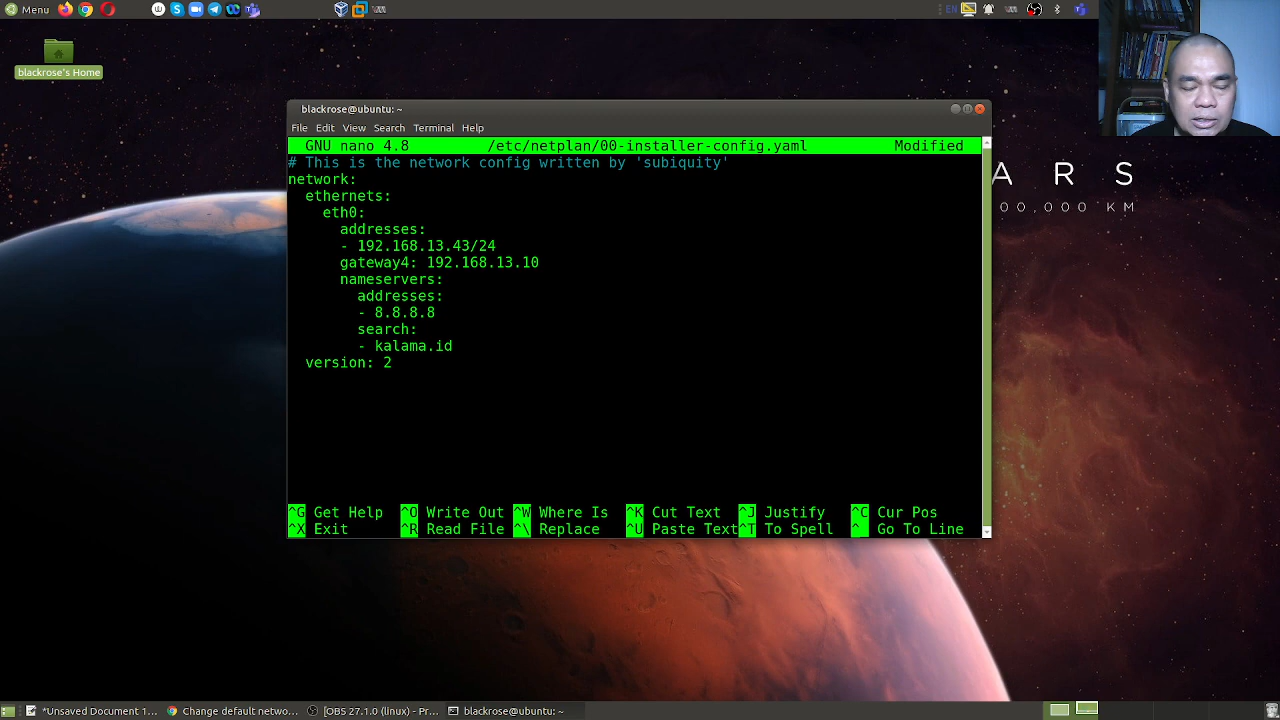 Menu
EN
blackrose's Home
blackrose@ubuntu: ~
File Edit View Search Terminal Help
GNU nano 4.8 /etc/netplan/00-installer-config.yaml Modified
# This is the network config written by 'subiquity'
network:
  ethernets:
    eth0:
      addresses:
      - 192.168.13.43/24
      gateway4: 192.168.13.10
      nameservers:
        addresses:
        - 8.8.8.8
        search:
        - kalama.id
  version: 2
^G Get Help ^O Write Out ^W Where Is ^K Cut Text ^J Justify ^C Cur Pos
^X Exit ^R Read File ^\ Replace ^U Paste Text ^T To Spell ^_ Go To Line
A R S
00,000 KM
*Unsaved Document 1... Change default netwo... [OBS 27.1.0 (linux) - Pr... blackrose@ubuntu: ~